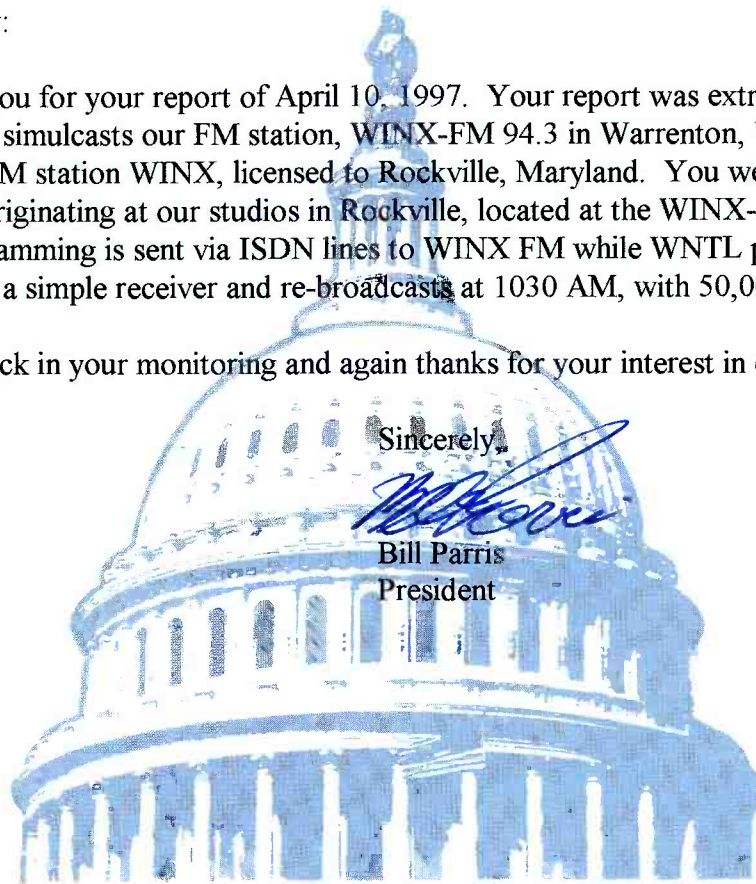 :
ou for your report of April 10, 1997. Your report was extr
simulcasts our FM station, WINX-FM 94.3 in Warrenton,
M station WINX, licensed to Rockville, Maryland. You we
riginating at our studios in Rockville, located at the WINX-
amming is sent via ISDN lines to WINX FM while WNTL p
a simple receiver and re-broadcasts at 1030 AM, with 50,0
ck in your monitoring and again thanks for your interest in
Sincerely,
Bill Parris
President